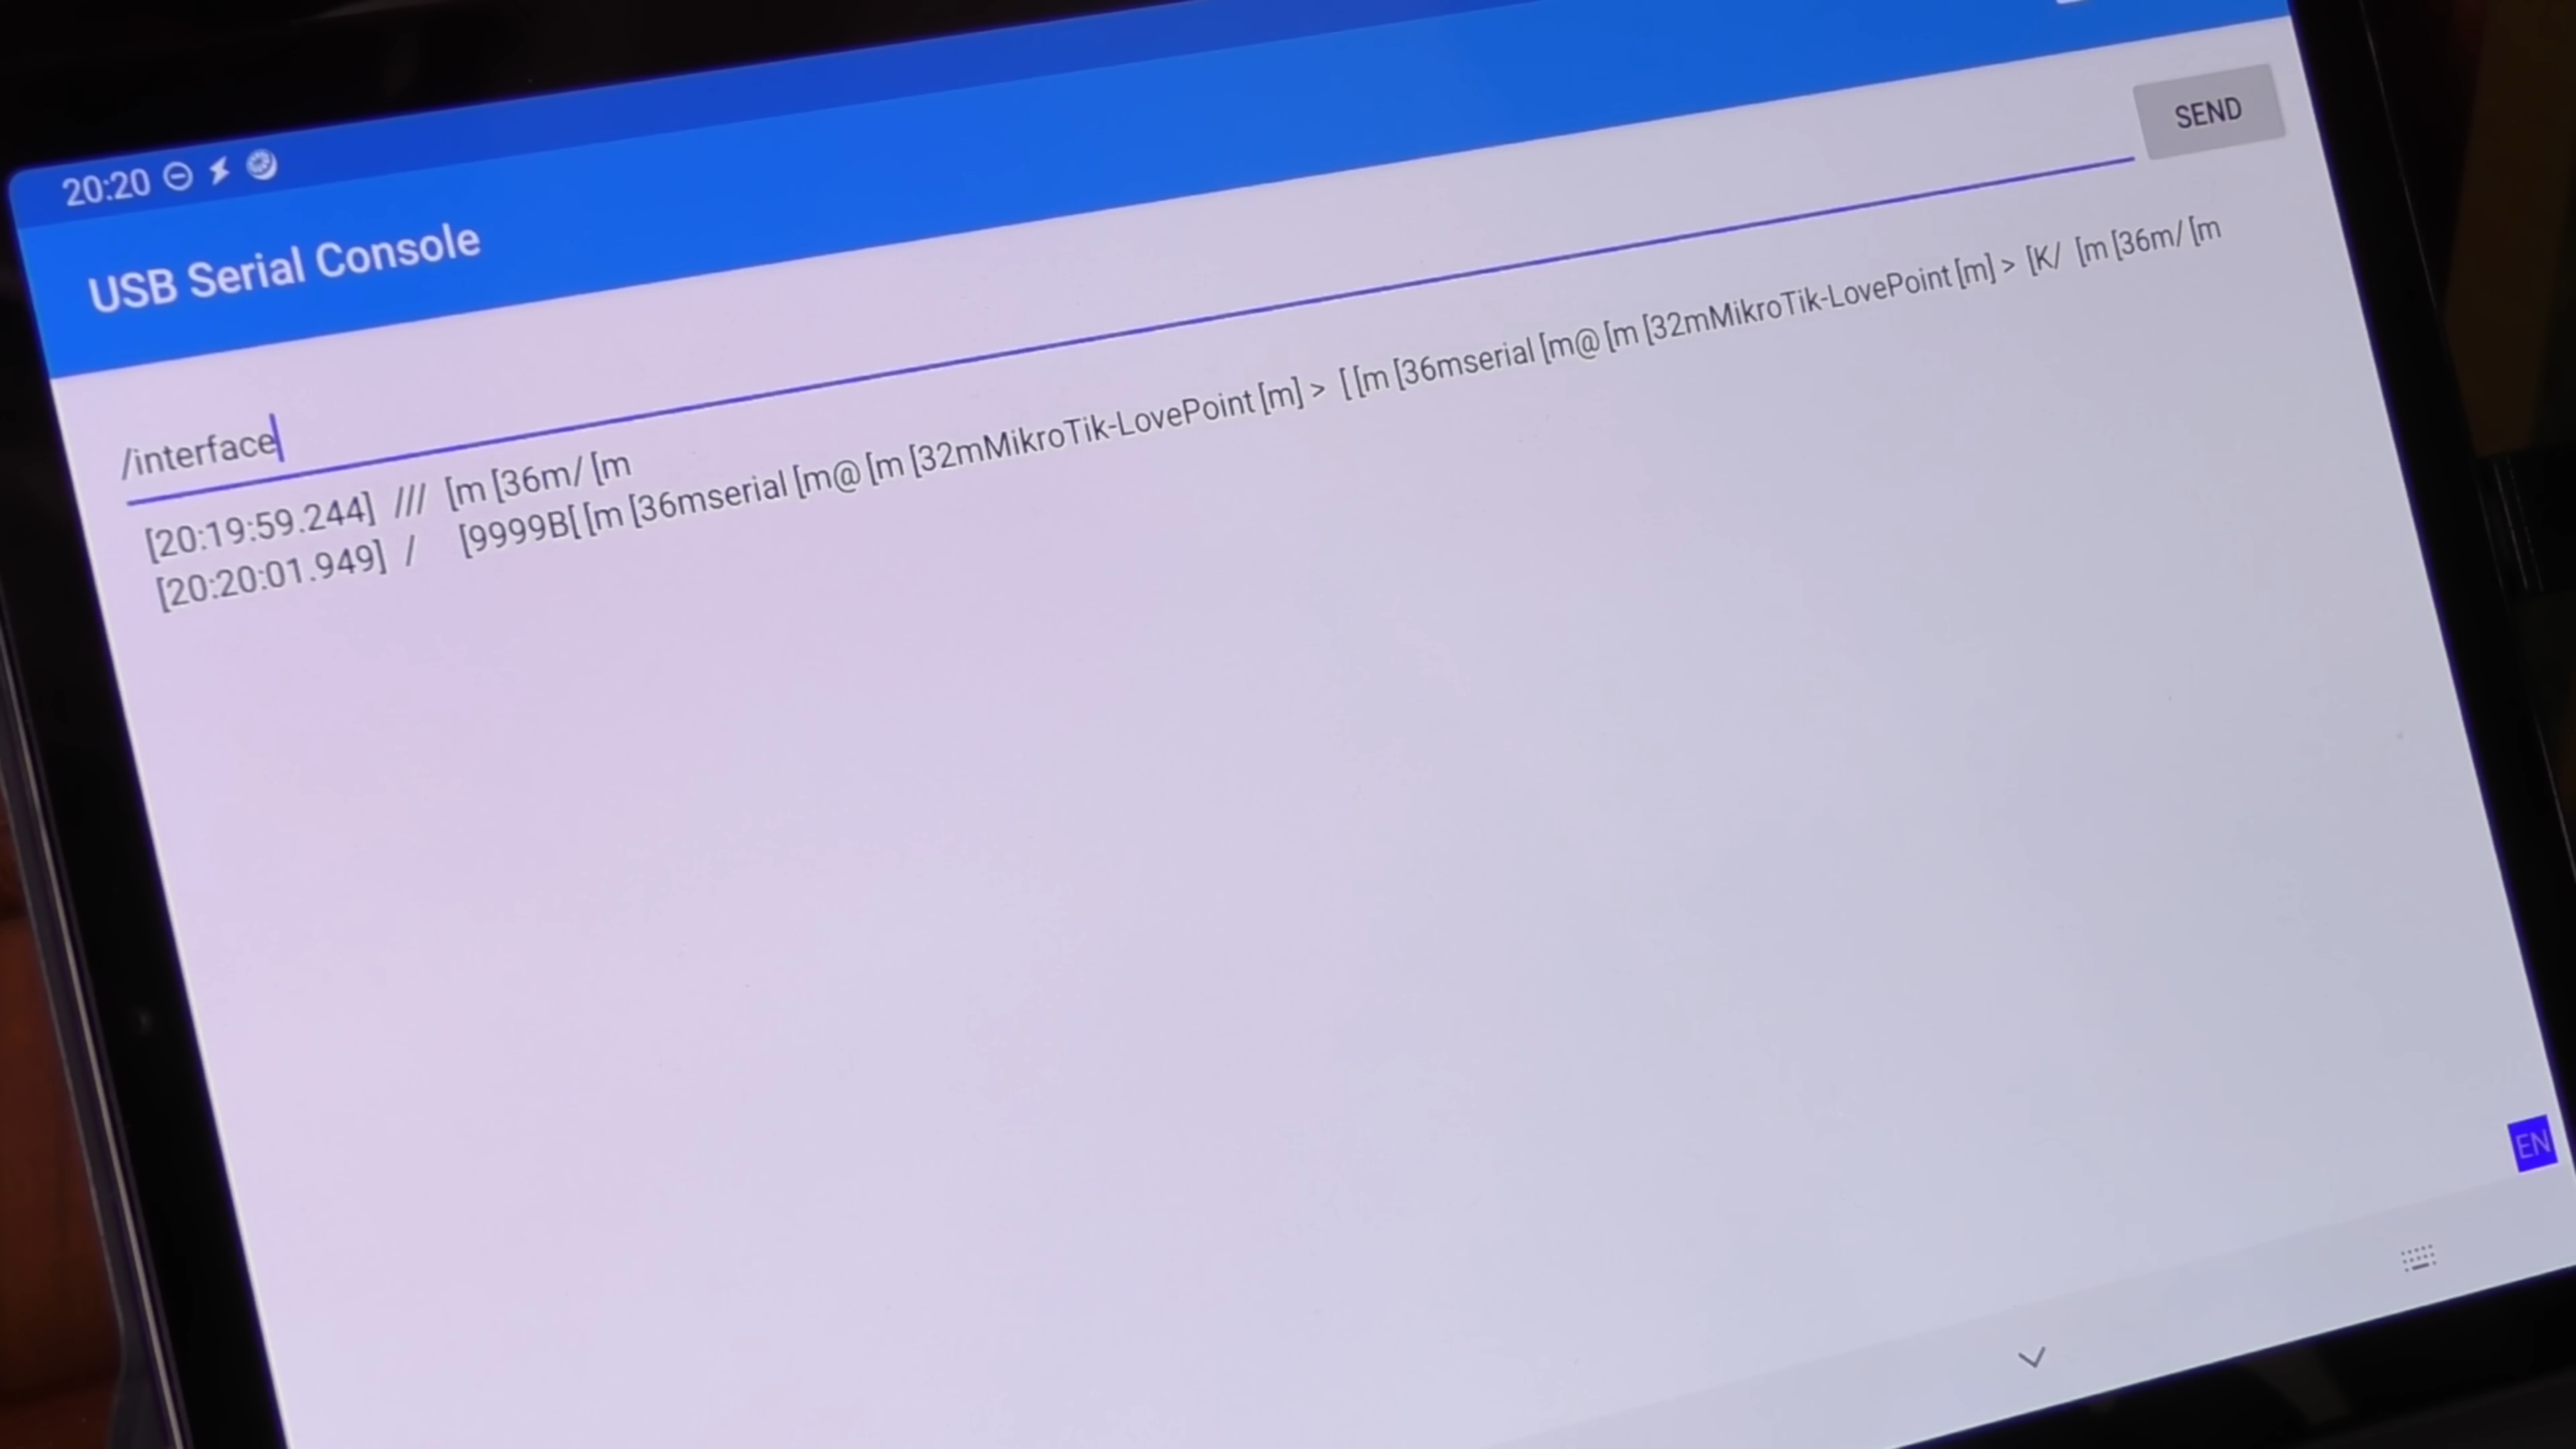 20:20
USB Serial Console
SEND
/interface
[20:19:59.244] /// [m [36m/ [m
[20:20:01.949] / [9999B[ [m [36mserial [m@ [m [32mMikroTik-LovePoint [m] > [ [m [36mserial [m@ [m [32mMikroTik-LovePoint [m] > [K/ [m [36m/ [m
EN